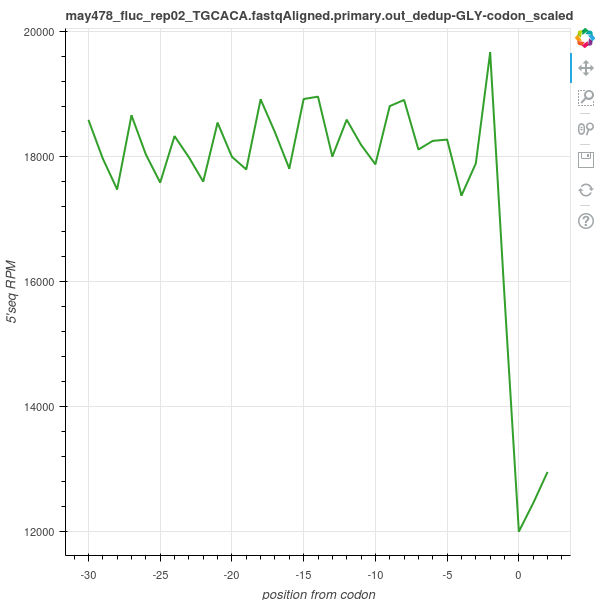 may478_fluc_rep02_TGCACA.fastqAligned.primary.out_dedup-GLY-codon_scaled
20000
18000
16000
14000
12000
5'seq RPM
-30 -25 -20 -15 -10 -5 0
position from codon